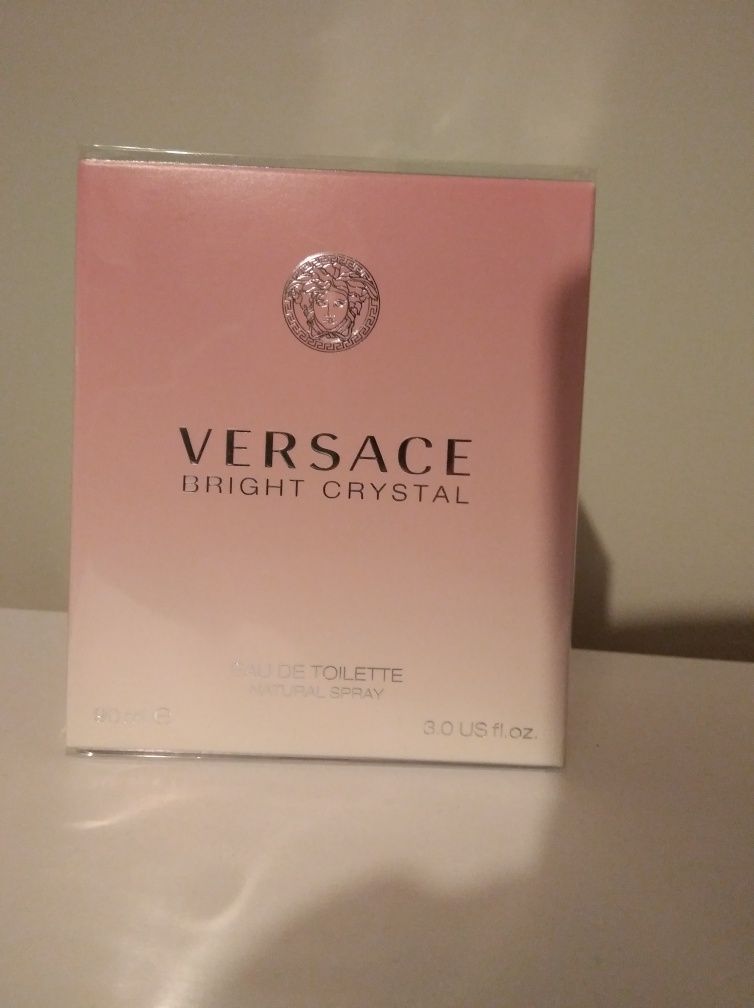 VERSACE
BRIGHT CRYSTAL
EAU DE TOILETTE
NATURAL SPRAY
90 ml ℮
3.0 US fl.oz.